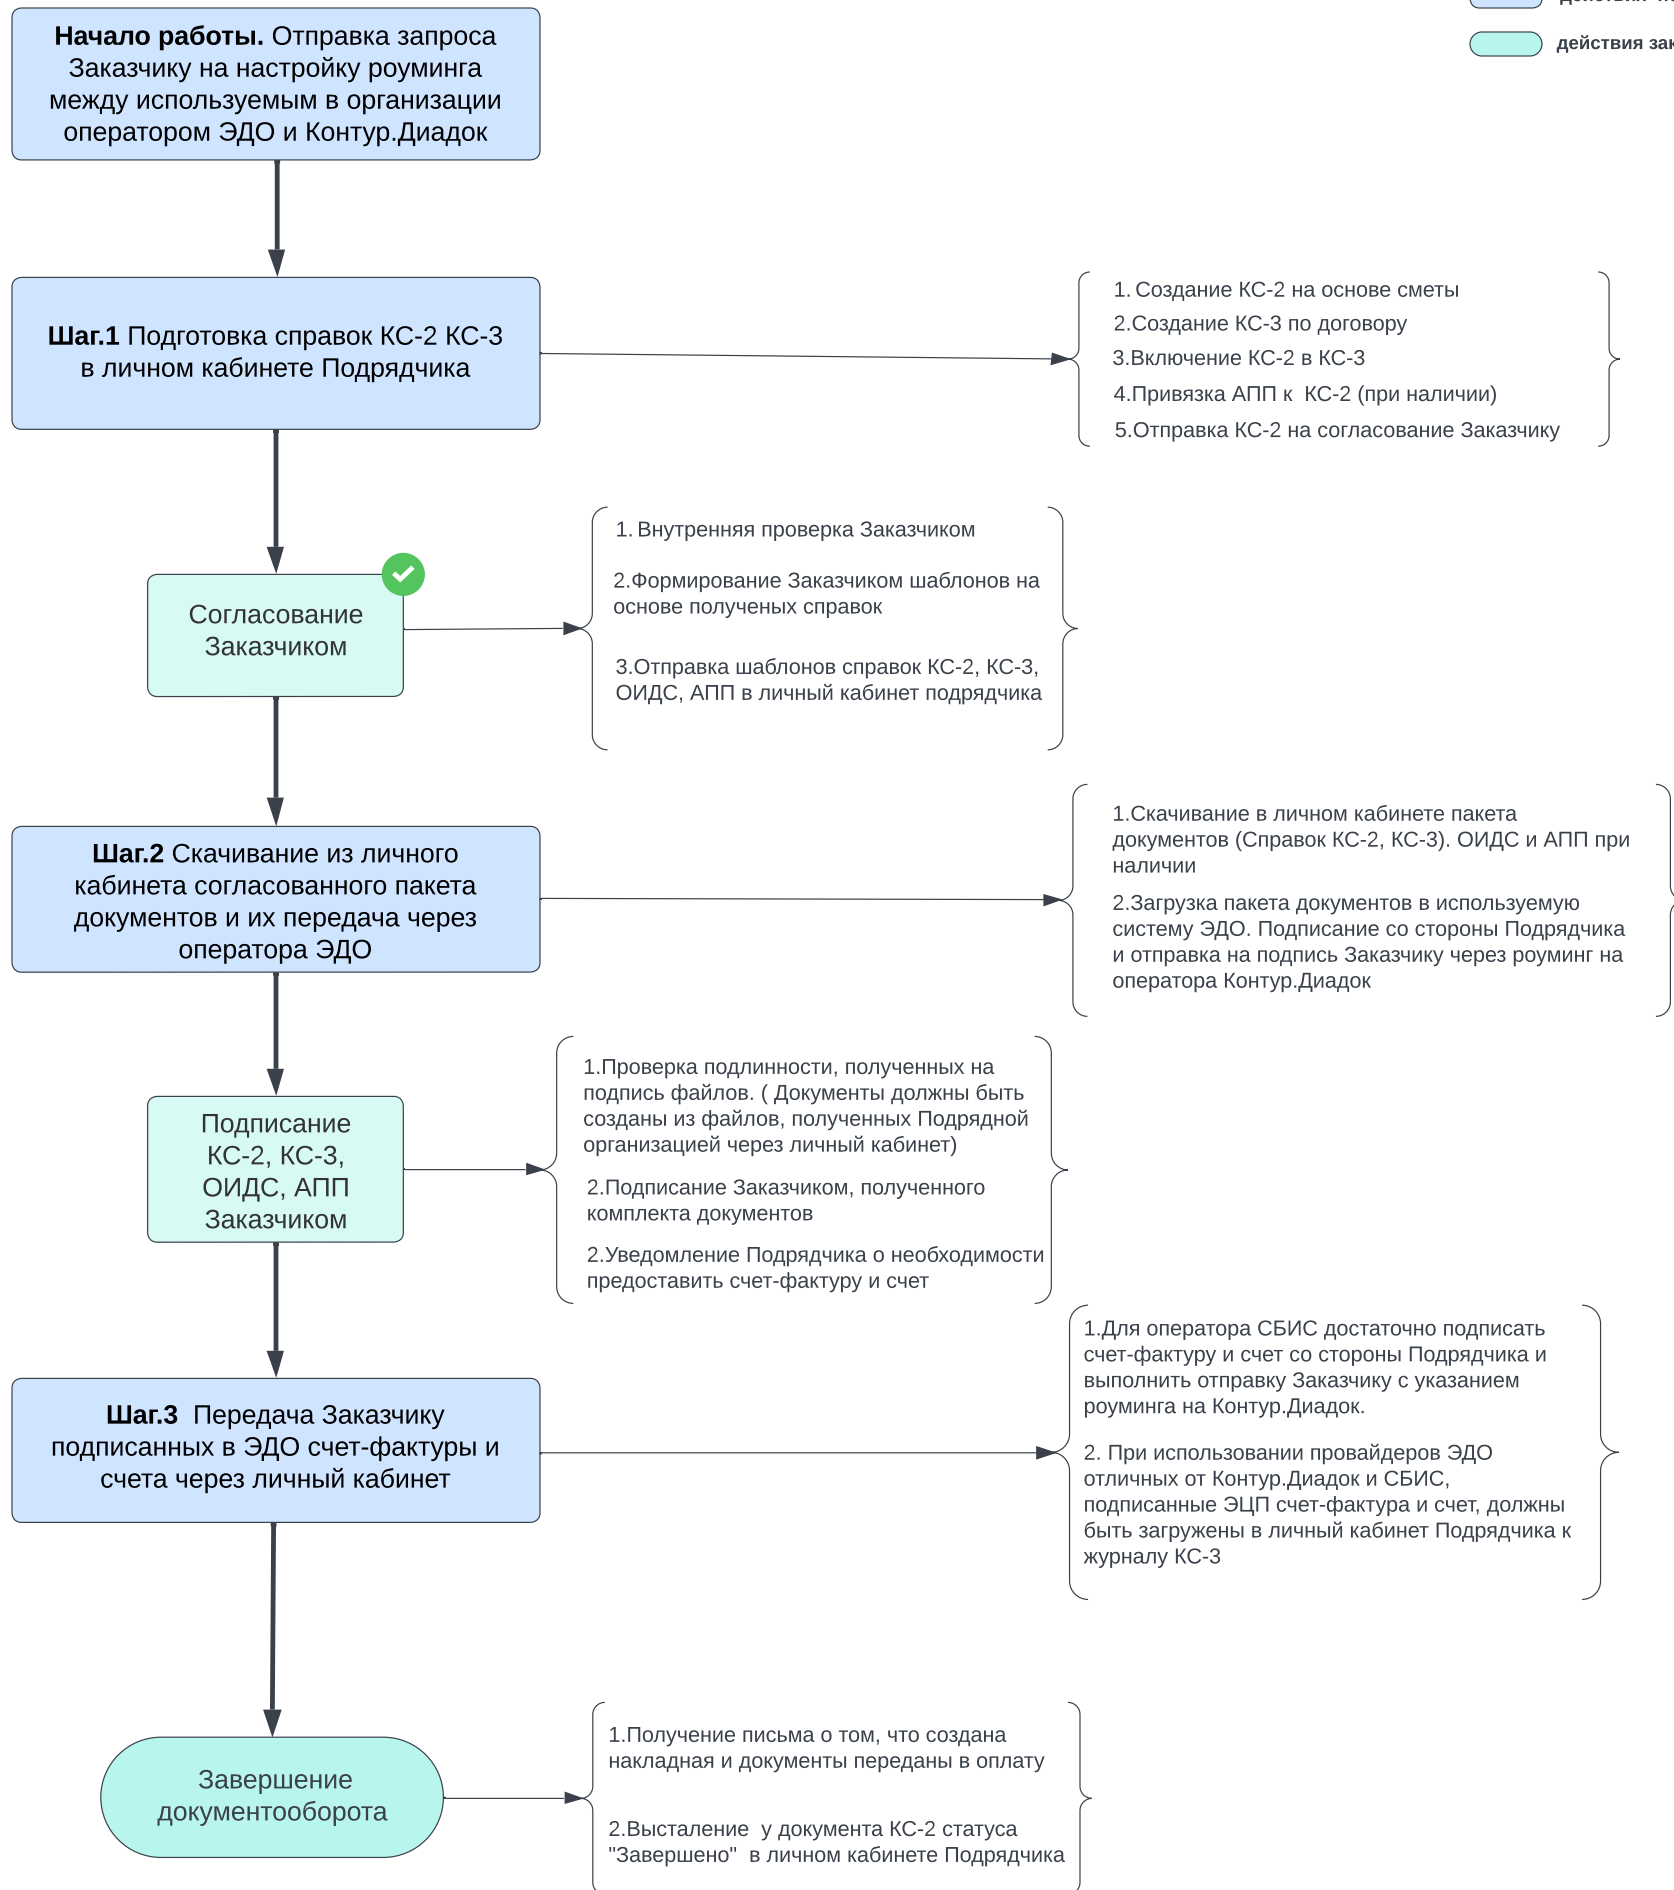 действия
действия
Начало работы. Отправка запроса
Заказчику на настройку роуминга
между используемым в организации
оператором ЭДО и Контур.Диадок
Шаг.1 Подготовка справок КС-2 КС-3
в личном кабинете Подрядчика
1. Создание КС-2 на основе сметы
2.Создание КС-3 по договору
3.Включение КС-2 в КС-3
4.Привязка АПП к КС-2 (при наличии)
5.Отправка КС-2 на согласование Заказчику
Согласование
Заказчиком
1. Внутренняя проверка Заказчиком
2.Формирование Заказчиком шаблонов на
основе полученых справок
3.Отправка шаблонов справок КС-2, КС-3,
ОИДС, АПП в личный кабинет подрядчика
Шаг.2 Скачивание из личного
кабинета согласованного пакета
документов и их передача через
оператора ЭДО
1.Скачивание в личном кабинете пакета
документов (Справок КС-2, КС-3). ОИДС и АПП при
наличии
2.Загрузка пакета документов в используемую
систему ЭДО. Подписание со стороны Подрядчика
и отправка на подпись Заказчику через роуминг на
оператора Контур.Диадок
Подписание
КС-2, КС-3,
ОИДС, АПП
Заказчиком
1.Проверка подлинности, полученных на
подпись файлов. ( Документы должны быть
созданы из файлов, полученных Подрядной
организацией через личный кабинет)
2.Подписание Заказчиком, полученного
комплекта документов
2.Уведомление Подрядчика о необходимости
предоставить счет-фактуру и счет
Шаг.3 Передача Заказчику
подписанных в ЭДО счет-фактуры и
счета через личный кабинет
1.Для оператора СБИС достаточно подписать
счет-фактуру и счет со стороны Подрядчика и
выполнить отправку Заказчику с указанием
роуминга на Контур.Диадок.
2. При использовании провайдеров ЭДО
отличных от Контур.Диадок и СБИС,
подписанные ЭЦП счет-фактура и счет, должны
быть загружены в личный кабинет Подрядчика к
журналу КС-3
Завершение
документооборота
1.Получение письма о том, что создана
накладная и документы переданы в оплату
2.Высталение у документа КС-2 статуса
"Завершено" в личном кабинете Подрядчика